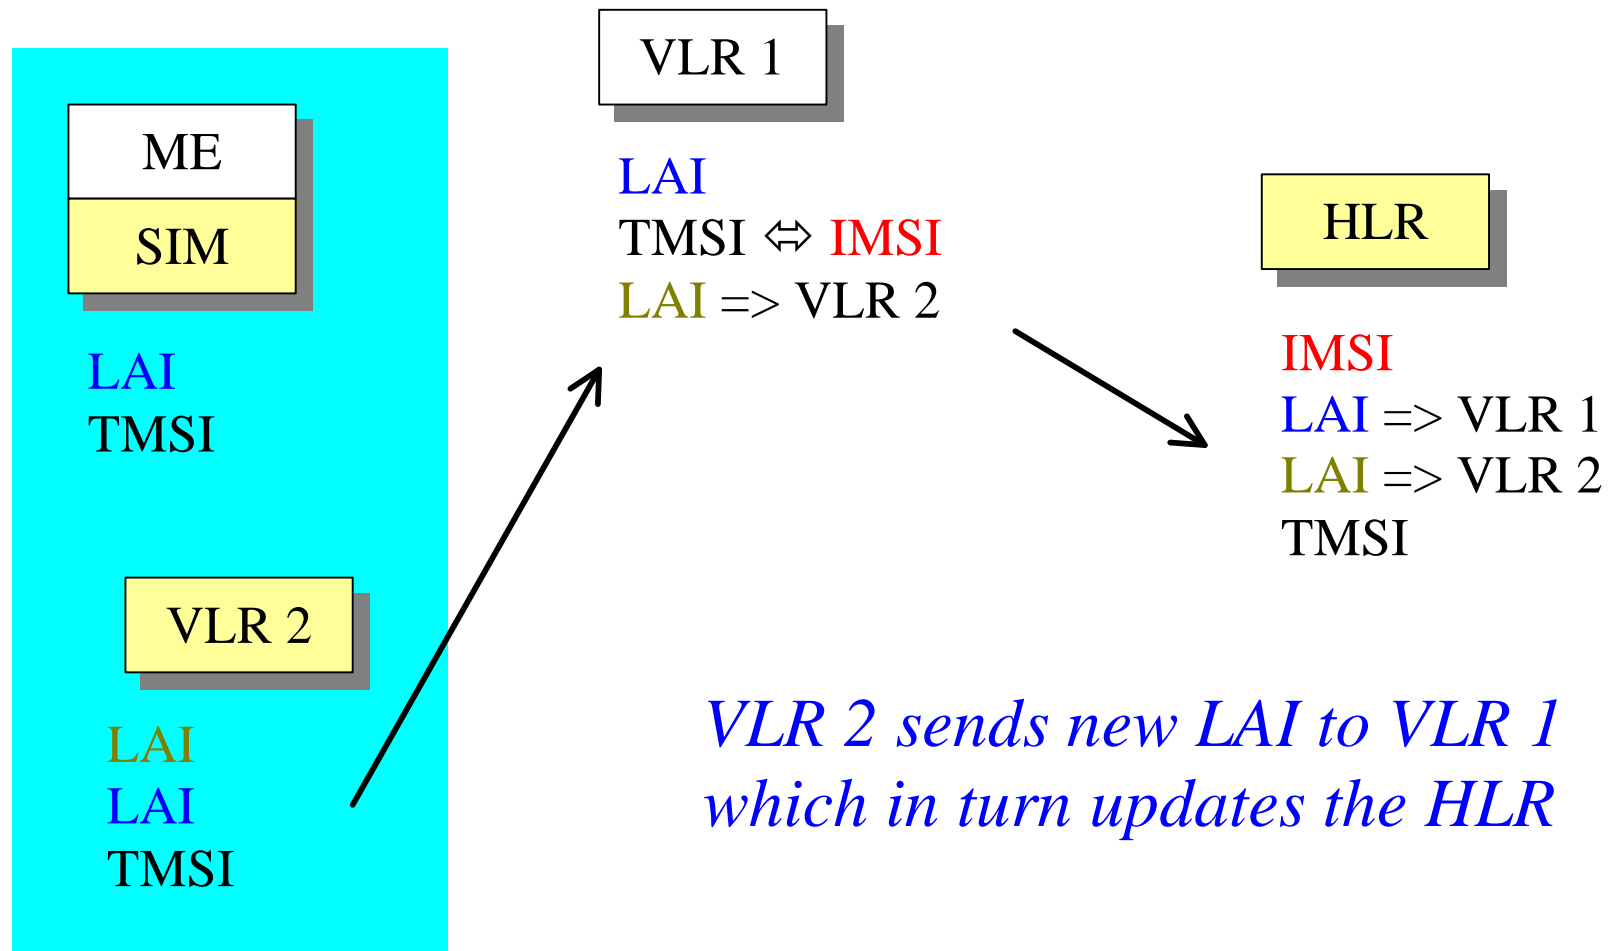 ME
SIM
LAI
TMSI
VLR 2
LAI
LAI
TMSI
VLR 1
LAI
TMSI ⇔ IMSI
LAI => VLR 2
HLR
IMSI
LAI => VLR 1
LAI => VLR 2
TMSI
VLR 2 sends new LAI to VLR 1
which in turn updates the HLR